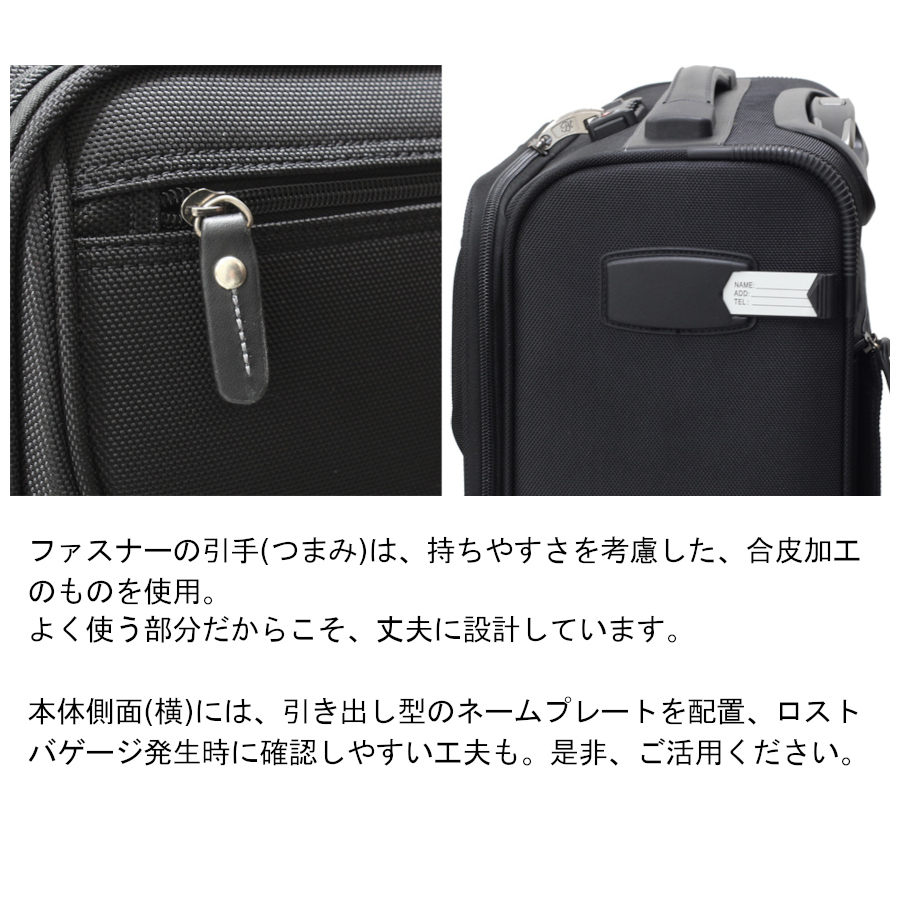 NAME:
ADD:
TEL:
ファスナーの引手(つまみ)は、持ちやすさを考慮した、合皮加工
のものを使用。
よく使う部分だからこそ、丈夫に設計しています。
本体側面(横)には、引き出し型のネームプレートを配置、ロスト
バゲージ発生時に確認しやすい工夫も。是非、ご活用ください。